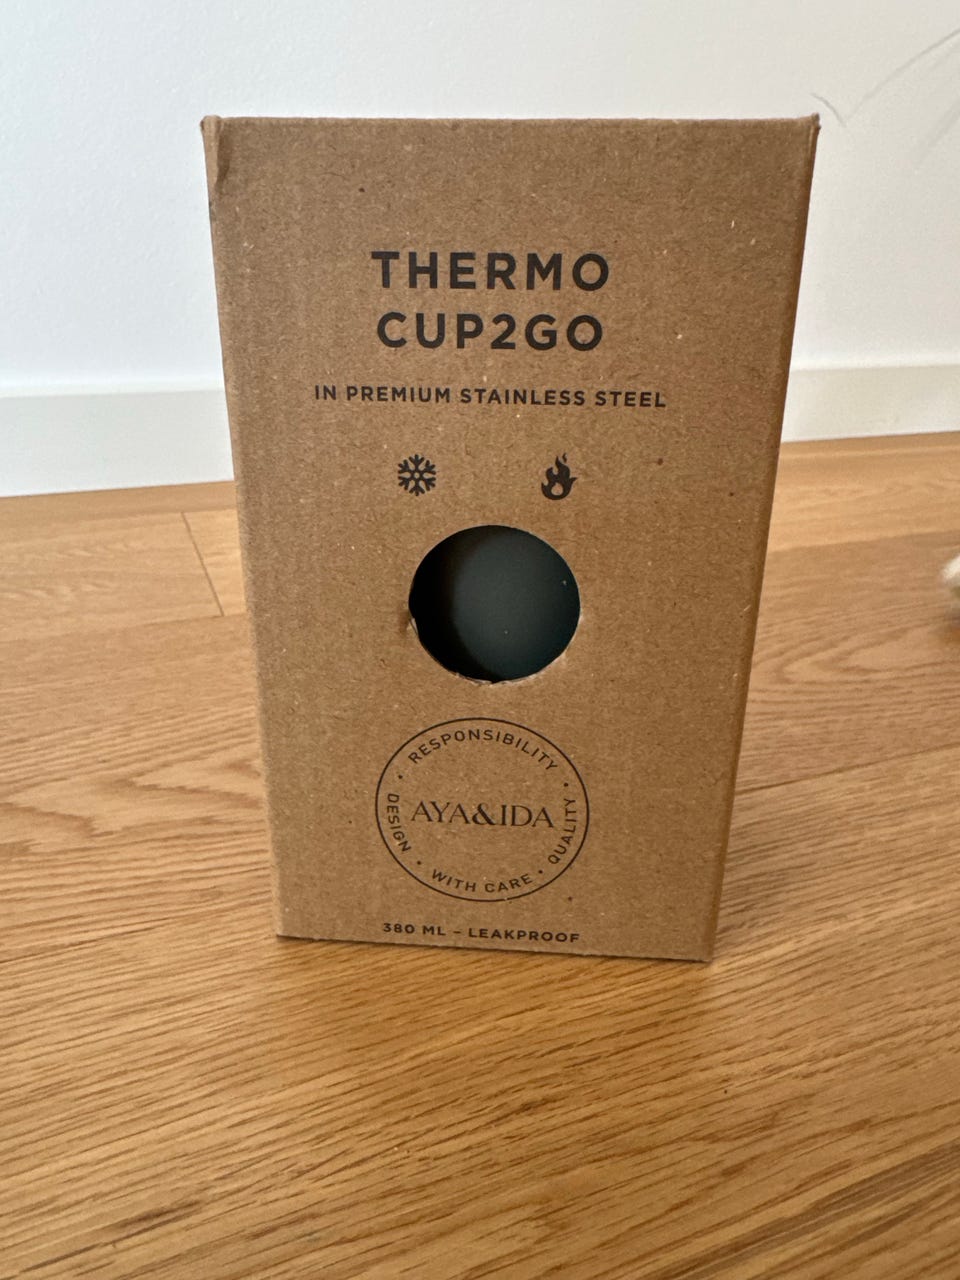 THERMO
CUP2GO
IN PREMIUM STAINLESS STEEL
RESPONSIBILITY
DESIGN
AYA&IDA
QUALITY
WITH CARE
380 ML – LEAKPROOF